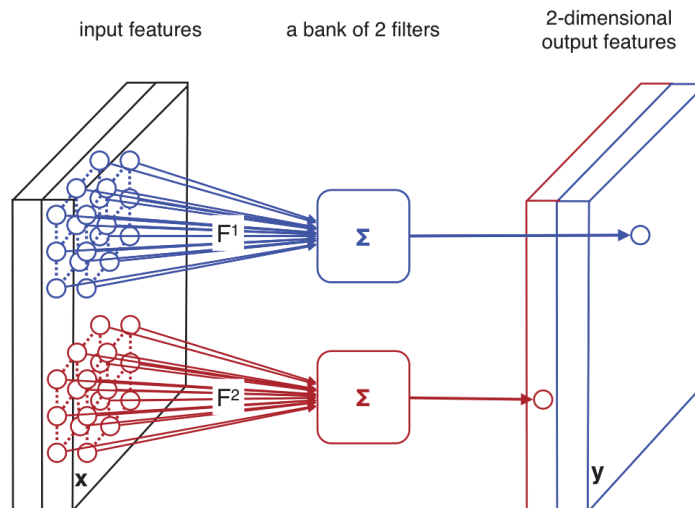 input features
a bank of 2 filters
2-dimensional
output features
F¹
Σ
F²
Σ
x
y